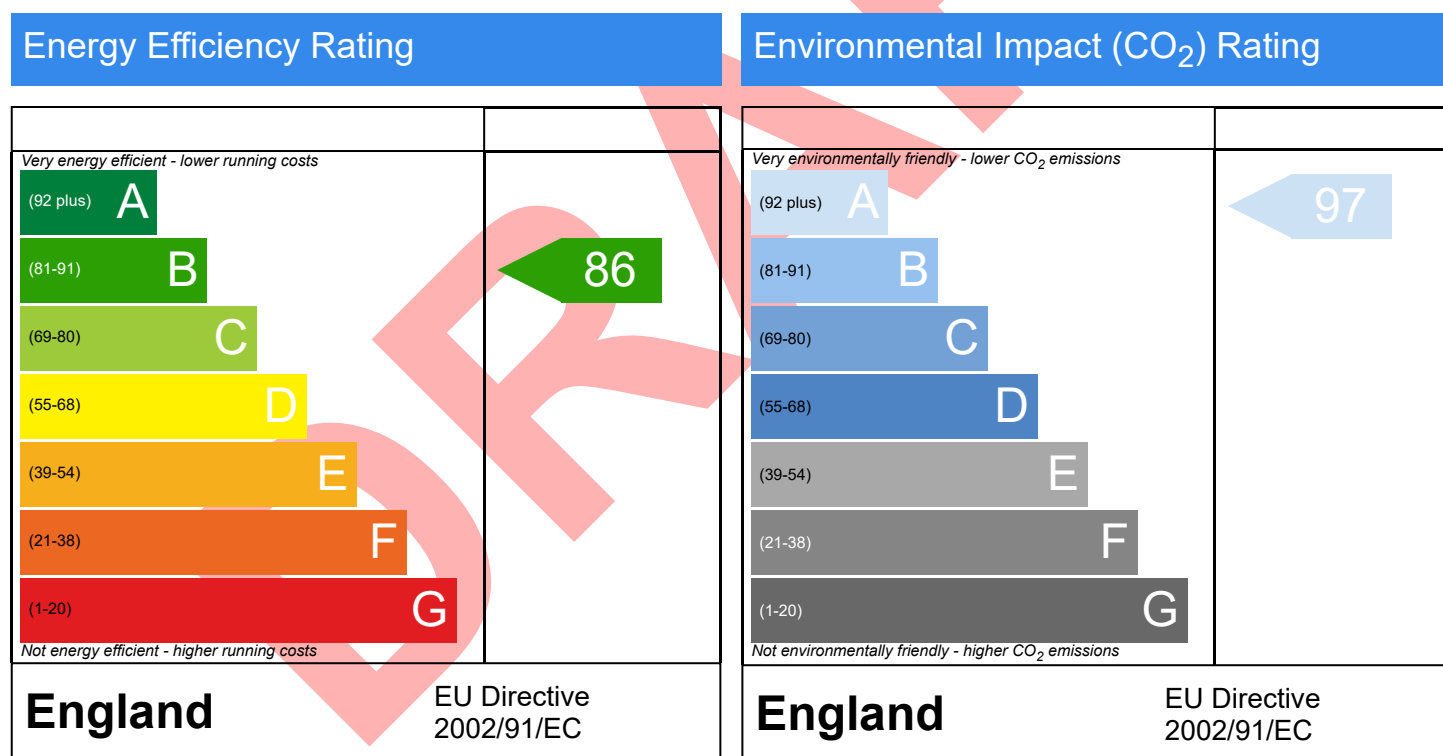 Energy Efficiency Rating
Very energy efficient - lower running costs
(92 plus) A
(81-91) B
86
(69-80) C
(55-68) D
(39-54) E
(21-38) F
(1-20) G
Not energy efficient - higher running costs
England
EU Directive
2002/91/EC
Environmental Impact (CO₂) Rating
Very environmentally friendly - lower CO₂ emissions
(92 plus) A
97
(81-91) B
(69-80) C
(55-68) D
(39-54) E
(21-38) F
(1-20) G
Not environmentally friendly - higher CO₂ emissions
England
EU Directive
2002/91/EC
DRA